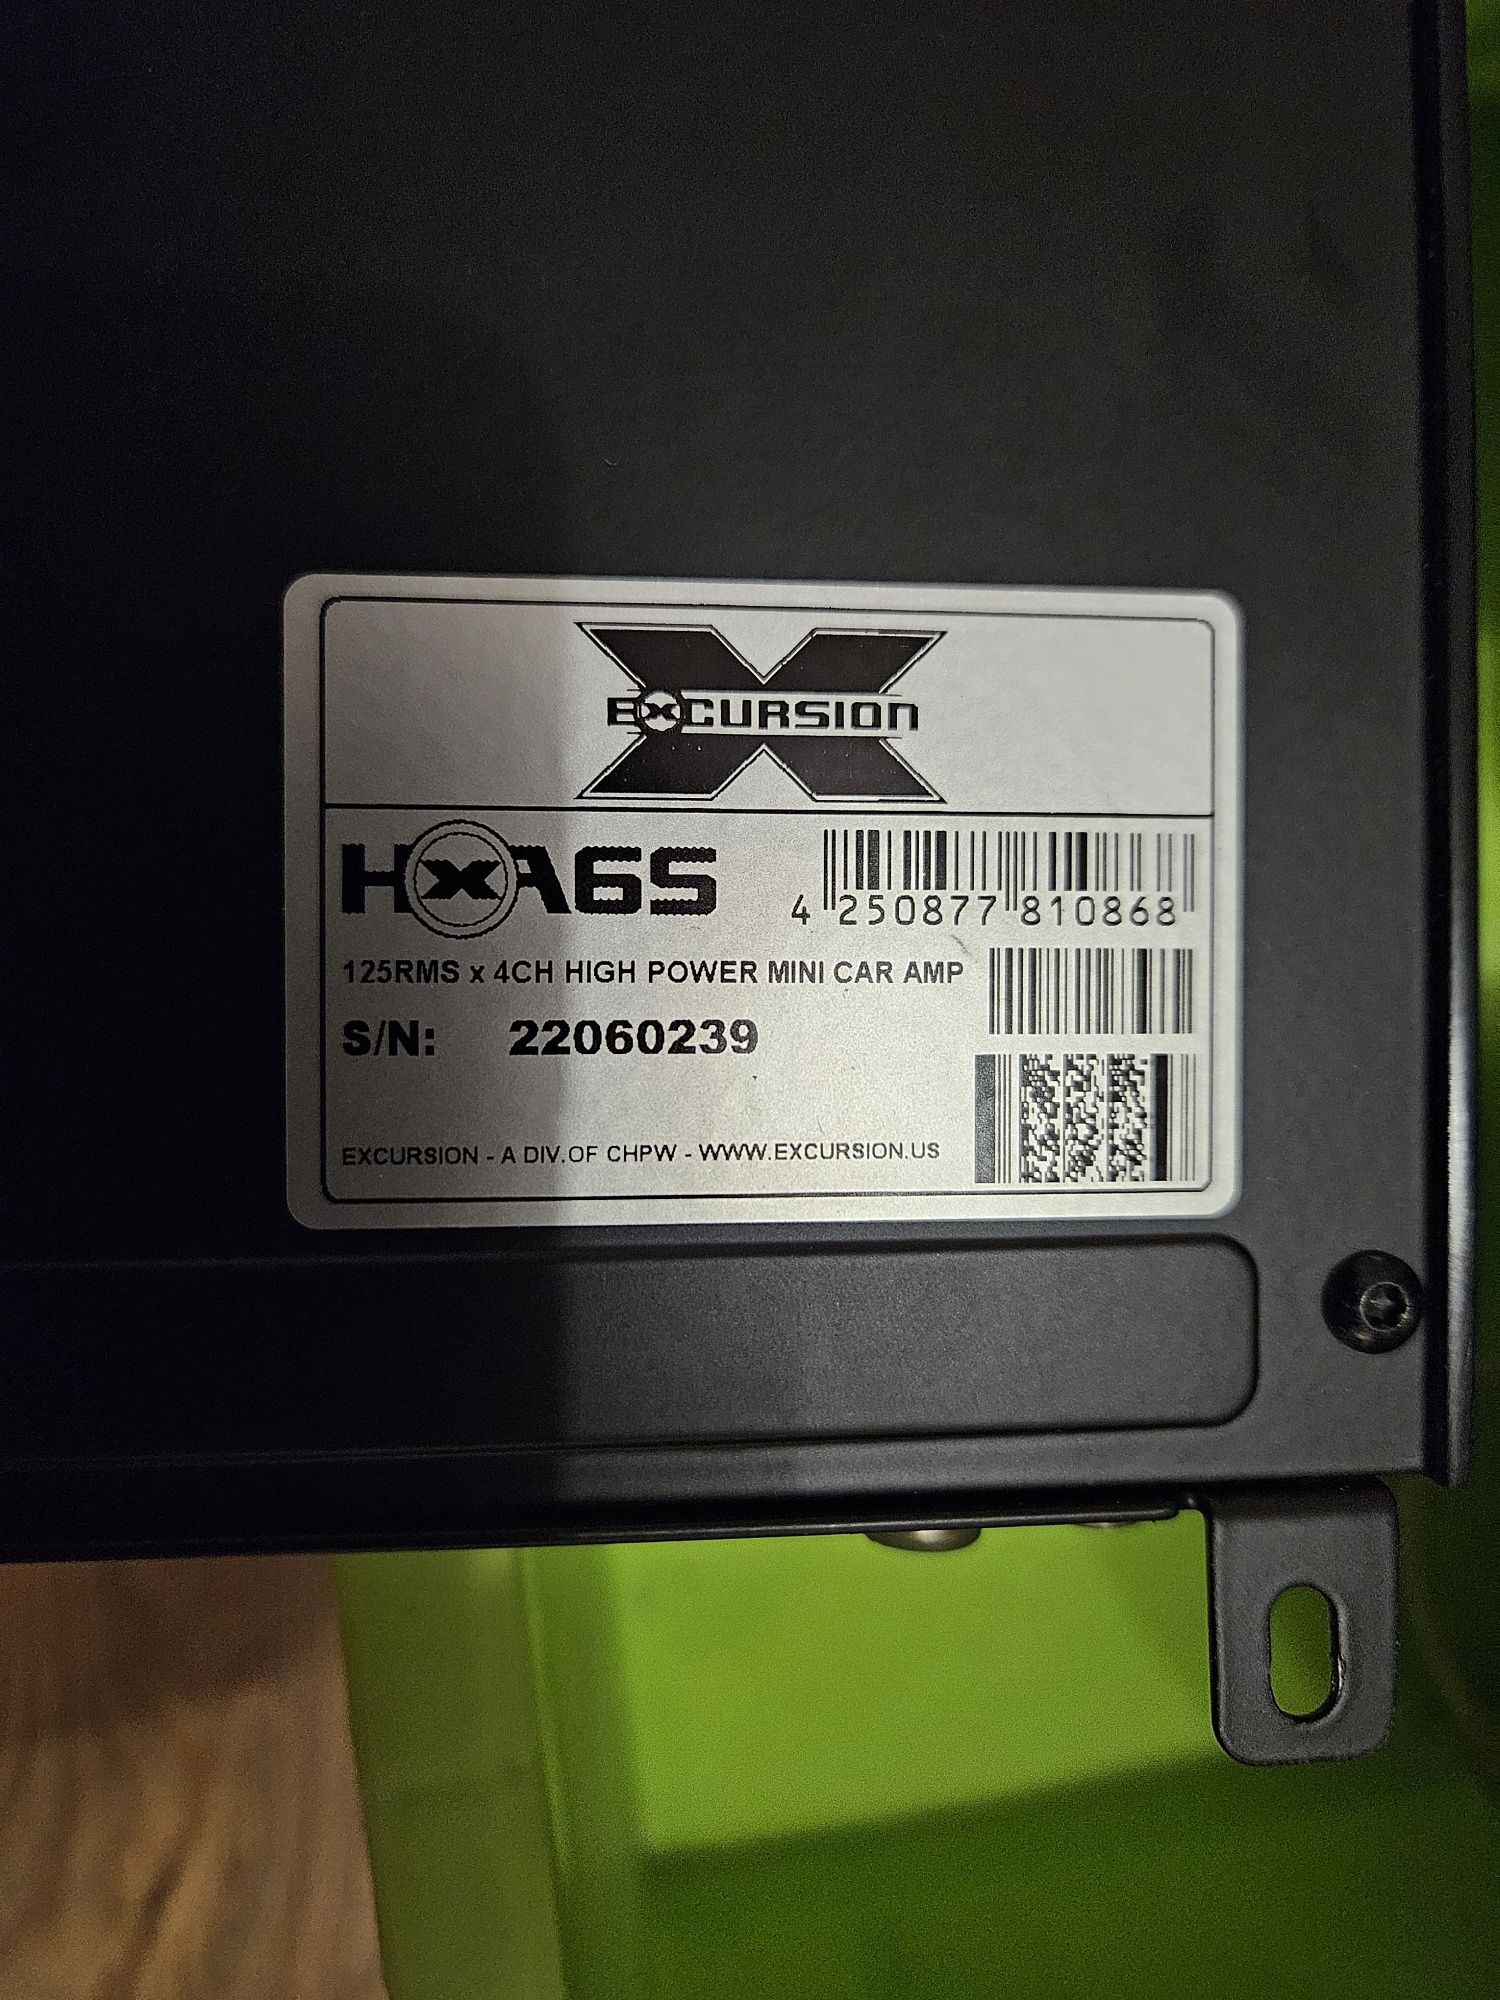 EXCURSION
HXA6S
4 250877 810868
125RMS x 4CH HIGH POWER MINI CAR AMP
S/N: 22060239
EXCURSION - A DIV.OF CHPW - WWW.EXCURSION.US